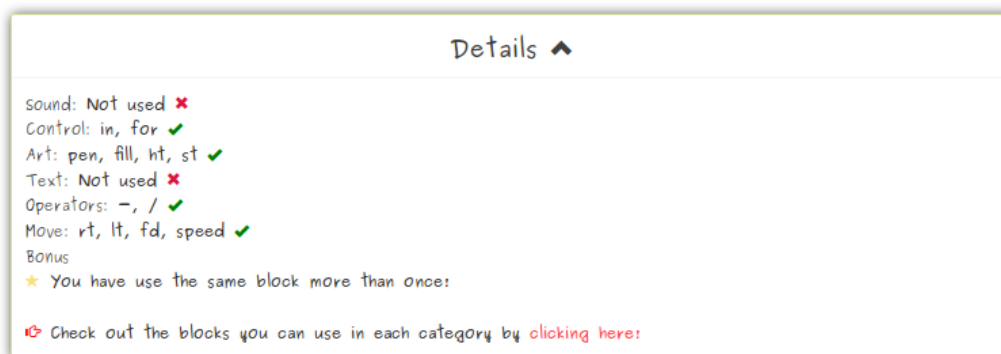 Details
Sound: Not used ✖
Control: in, for ✔
Art: pen, fill, ht, st ✔
Text: Not used ✖
Operators: -, / ✔
Move: rt, lt, fd, speed ✔
Bonus
★ You have use the same block more than once!
Check out the blocks you can use in each category by clicking here!